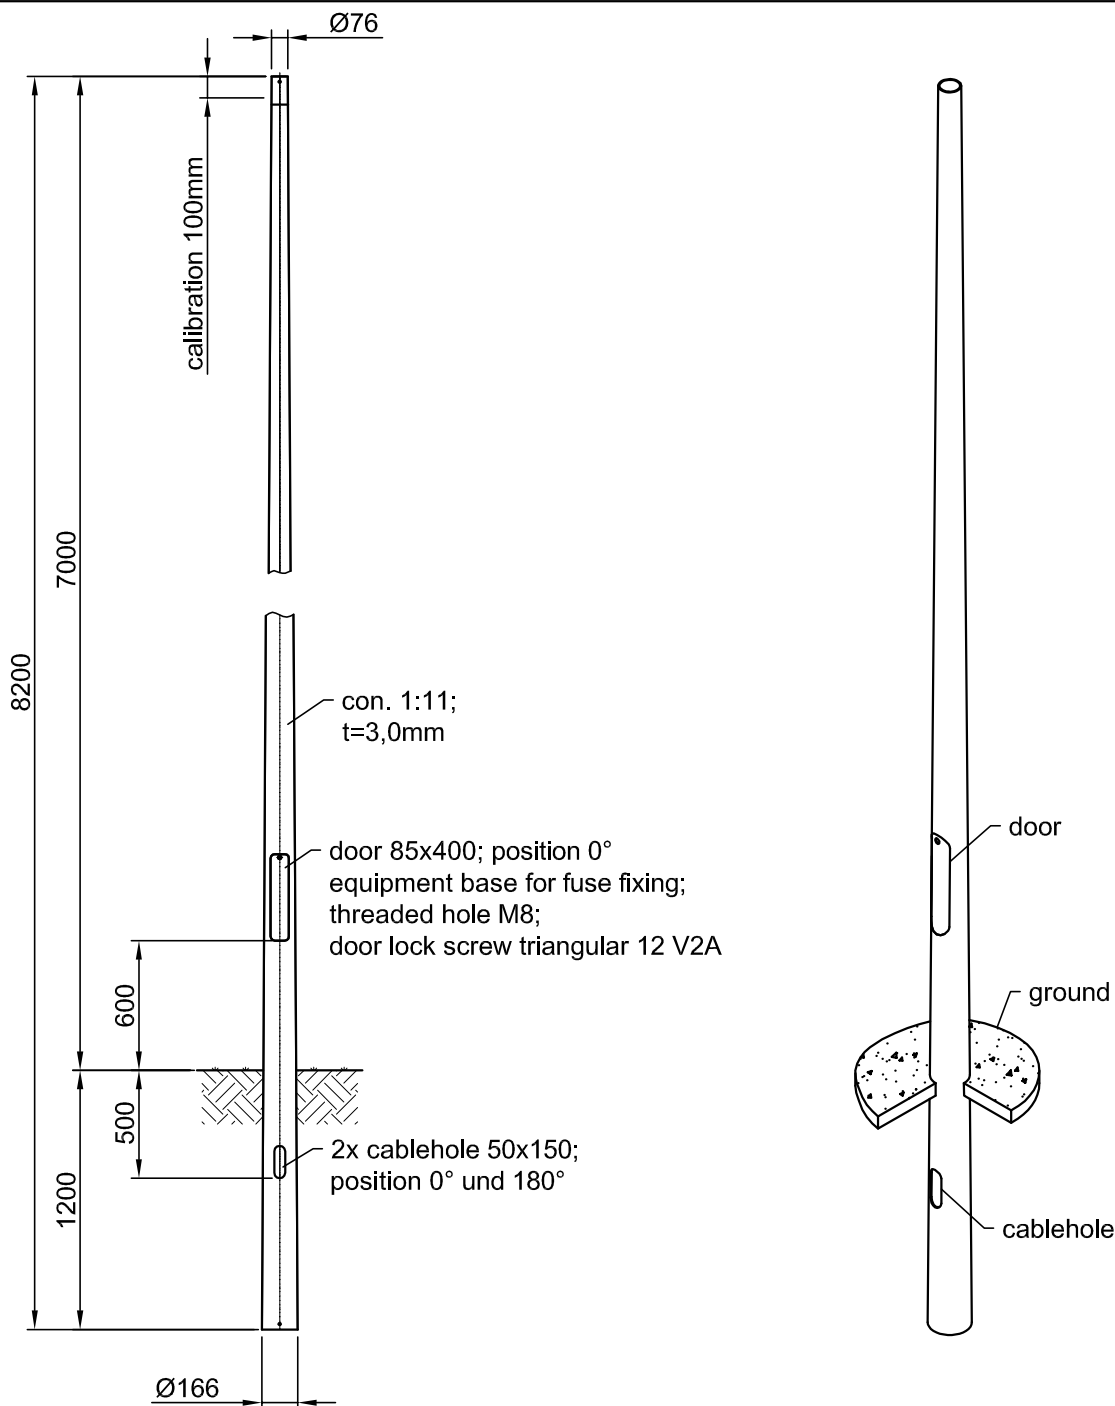 Ø76
calibration 100mm
7000
8200
con. 1:11;
t=3,0mm
door 85x400; position 0°
equipment base for fuse fixing;
threaded hole M8;
door lock screw triangular 12 V2A
door
600
ground
500
2x cablehole 50x150;
position 0° und 180°
1200
cablehole
Ø166